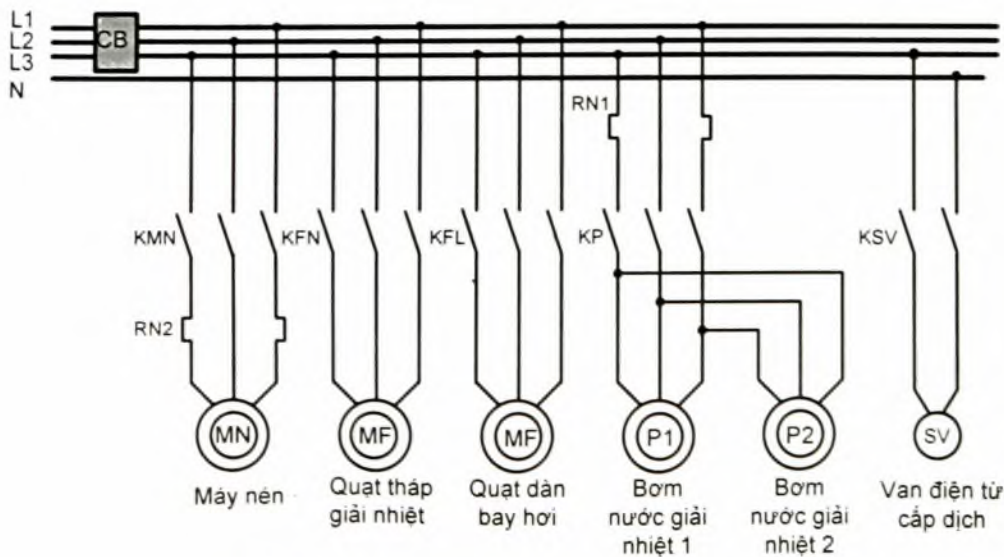 L1
L2
L3
N
CB
RN1
KMN
KFN
KFL
KP
KSV
RN2
MN
MF
MF
P1
P2
SV
Máy nén
Quạt tháp
giải nhiệt
Quạt dàn
bay hơi
Bơm
nước giải
nhiệt 1
Bơm
nước giải
nhiệt 2
Van điện từ
cấp dịch